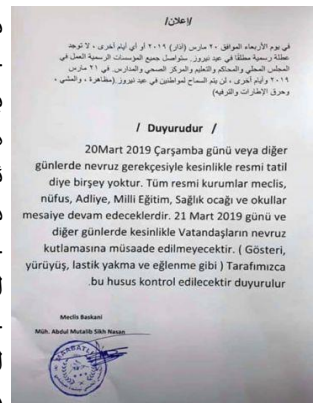 /إعلان/
في يوم الأربعاء الموافق ٢٠ مارس (آذار) ٢٠١٩ أو أي أيام أخرى ، لا توجد
عطلة رسمية مطلقا في عيد نيروز. ستواصل جميع المؤسسات الرسمية العمل في
المجلس المحلي والمحاكم والتعليم والمركز الصحي والمدارس. في ٢١ مارس
٢٠١٩ وأيام أخرى ، لن يتم السماح لمواطنين في عيد نيروز.(مظاهرة ، والمشي ،
وحرق الإطارات والترفيه)
/ Duyurudur /
20Mart 2019 Çarşamba günü veya diğer
günlerde nevruz gerekçesiyle kesinlikle resmi tatil
diye birşey yoktur. Tüm resmi kurumlar meclis,
nüfus, Adliye, Milli Eğitim, Sağlık ocağı ve okullar
mesaiye devam edeceklerdir. 21 Mart 2019 günü ve
diğer günlerde kesinlikle Vatandaşların nevruz
kutlamasına müsaade edilmeyecektir. ( Gösteri,
yürüyüş, lastik yakma ve eğlenme gibi ) Tarafımızca
.bu husus kontrol edilecektir duyurulur
Meclis Baskani
Müh. Abdul Mutalib Sikh Nasan